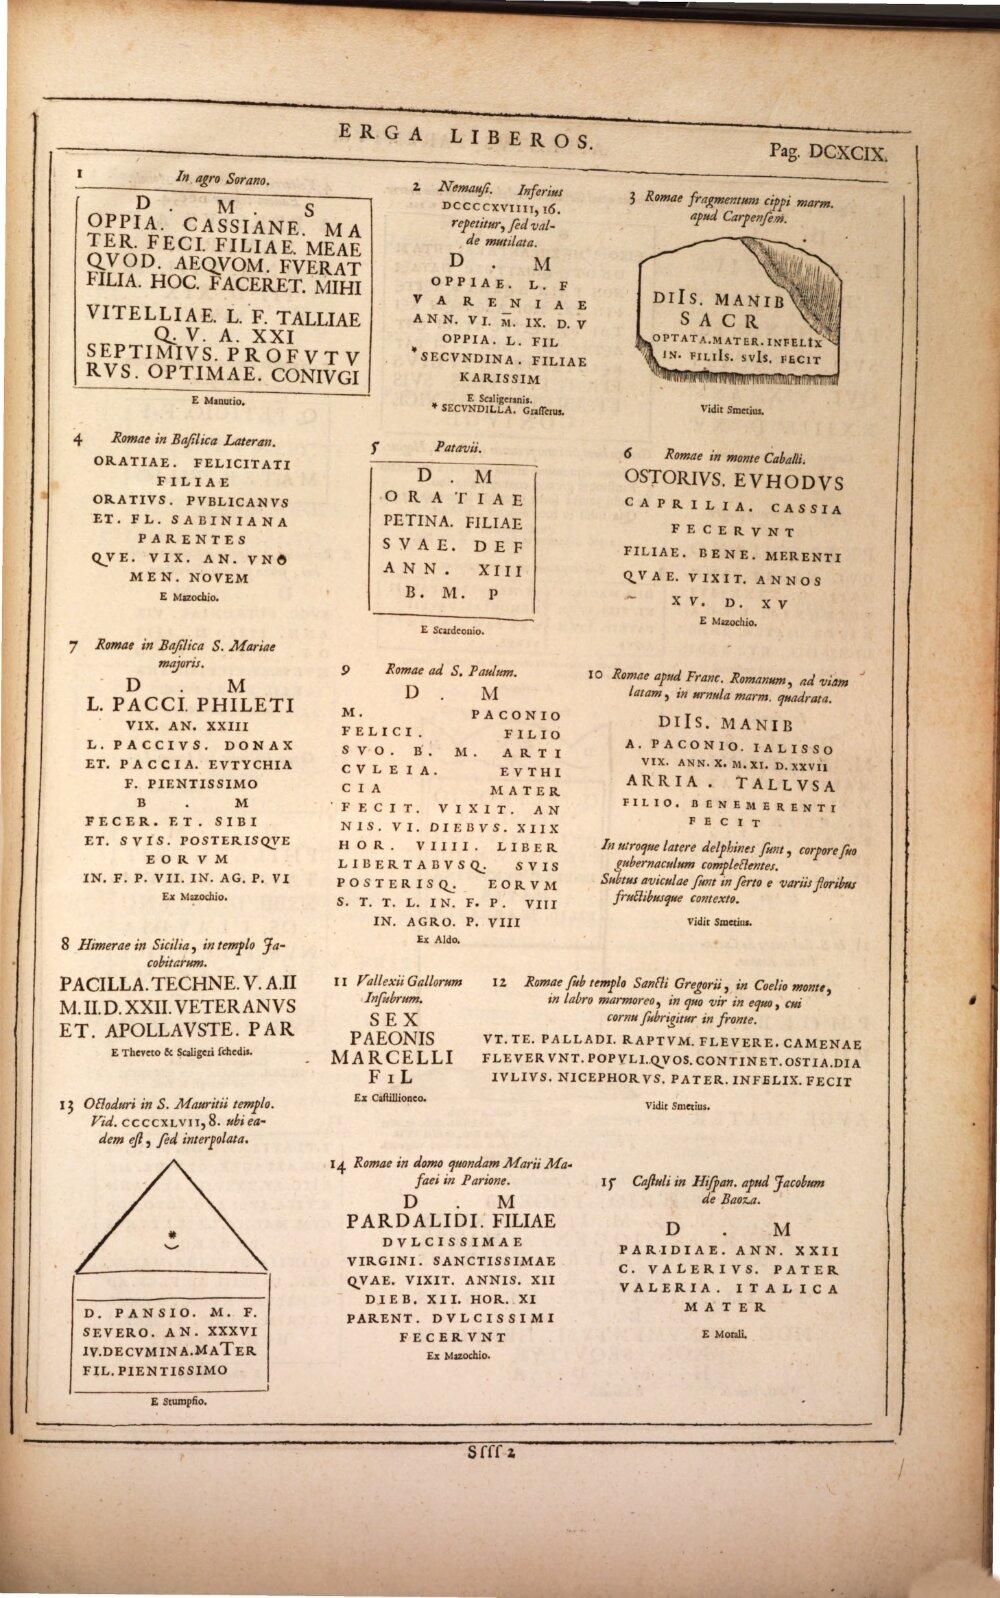 ERGA LIBEROS.
Pag. DCXCIX.
1
In agro Sorano.
D . M . S
OPPIA. CASSIANE. MA
TER. FECI. FILIAE. MEAE
QVOD. AEQVOM. FVERAT
FILIA. HOC. FACERET. MIHI
VITELLIAE. L. F. TALLIAE
Q. V. A. XXI
SEPTIMIVS. PROFVTV
RVS. OPTIMAE. CONIVGI
E Manutio.
2 Nemausi. Inferius
DCCCCXVIIII, 16.
repetitur, sed val-
de mutilata.
D . M
OPPIAE. L. F
VARENIAE
ANN. VI. M̅. IX. D. V
OPPIA. L. FIL
*SECVNDINA. FILIAE
KARISSIM
E Scaligeranis.
* SECVNDILLA. Grasserus.
3 Romae fragmentum cippi marm.
apud Carpensem.
DIIS. MANIB
SACR
OPTATA.MATER.INFELIX
IN. FILIIS. SVIS. FECIT
Vidit Smetius.
4 Romae in Basilica Lateran.
ORATIAE. FELICITATI
FILIAE
ORATIVS. PVBLICANVS
ET. FL. SABINIANA
PARENTES
QVE. VIX. AN. VNO
MEN. NOVEM
E Mazochio.
5 Patavii.
D . M
ORATIAE
PETINA. FILIAE
SVAE. DEF
ANN. XIII
B. M. P
E Scardeonio.
6 Romae in monte Caballi.
OSTORIVS. EVHODVS
CAPRILIA. CASSIA
FECERVNT
FILIAE. BENE. MERENTI
QVAE. VIXIT. ANNOS
XV. D. XV
E Mazochio.
7 Romae in Basilica S. Mariae
majoris.
D . M
L. PACCI. PHILETI
VIX. AN. XXIII
L. PACCIVS. DONAX
ET. PACCIA. EVTYCHIA
F. PIENTISSIMO
B . M
FECER. ET. SIBI
ET. SVIS. POSTERISQVE
EORVM
IN. F. P. VII. IN. AG. P. VI
Ex Mazochio.
8 Himerae in Sicilia, in templo Ja-
cobitarum.
PACILLA. TECHNE. V. A.II
M.II.D.XXII.VETERANVS
ET. APOLLAVSTE. PAR
E Theveto & Scaligeri schedis.
9 Romae ad S. Paulum.
D . M
M. PACONIO
FELICI. FILIO
SVO. B. M. ARTI
CVLEIA. EVTHI
CIA MATER
FECIT. VIXIT. AN
NIS. VI. DIEBVS. XIIX
HOR. VIIII. LIBER
LIBERTABVSQ. SVIS
POSTERISQ. EORVM
S. T. T. L. IN. F. P. VIII
IN. AGRO. P. VIII
Ex Aldo.
10 Romae apud Franc. Romanum, ad viam
latam, in urnula marm. quadrata.
DIIS. MANIB
A. PACONIO. IALISSO
VIX. ANN. X. M. XI. D. XXVII
ARRIA . TALLVSA
FILIO. BENEMERENTI
FECIT
In utroque latere delphines sunt, corpore suo
gubernaculum complectentes.
Subtus aviculae sunt in serto e variis floribus
fructibusque contexto.
Vidit Smetius.
11 Vallexii Gallorum
Insubrum.
SEX
PAEONIS
MARCELLI
FIL
Ex Castillioneo.
12 Romae sub templo Sancti Gregorii, in Coelio monte,
in labro marmoreo, in quo vir in equo, cui
cornu subrigitur in fronte.
VT. TE. PALLADI. RAPTVM. FLEVERE. CAMENAE
FLEVERVNT. POPVLI.QVOS.CONTINET.OSTIA.DIA
IVLIVS. NICEPHORVS. PATER. INFELIX. FECIT
Vidit Smetius.
13 Octoduri in S. Mauritii templo.
Vid. CCCCXLVII, 8. ubi ea-
dem est, sed interpolata.
*
D. PANSIO. M. F.
SEVERO. AN. XXXVI
IV.DECVMINA.MATER
FIL. PIENTISSIMO
E Stumpfio.
14 Romae in domo quondam Marii Ma-
faei in Parione.
D . M
PARDALIDI. FILIAE
DVLCISSIMAE
VIRGINI. SANCTISSIMAE
QVAE. VIXIT. ANNIS. XII
DIEB. XII. HOR. XI
PARENT. DVLCISSIMI
FECERVNT
Ex Mazochio.
15 Castuli in Hispan. apud Jacobum
de Baoza.
D . M
PARIDIAE. ANN. XXII
C. VALERIVS. PATER
VALERIA. ITALICA
MATER
E Morali.
Sſſſ 2